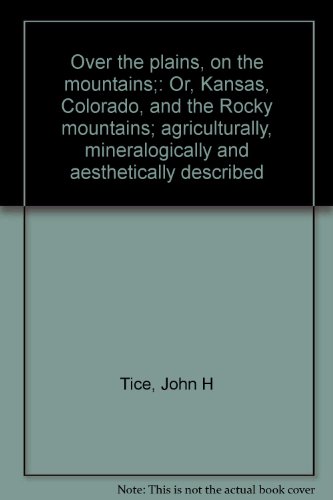 Over the plains, on the
mountains;: Or, Kansas,
Colorado, and the Rocky
mountains; agriculturally,
mineralogically and
aesthetically described
Tice, John H
Note: This is not the actual book cover